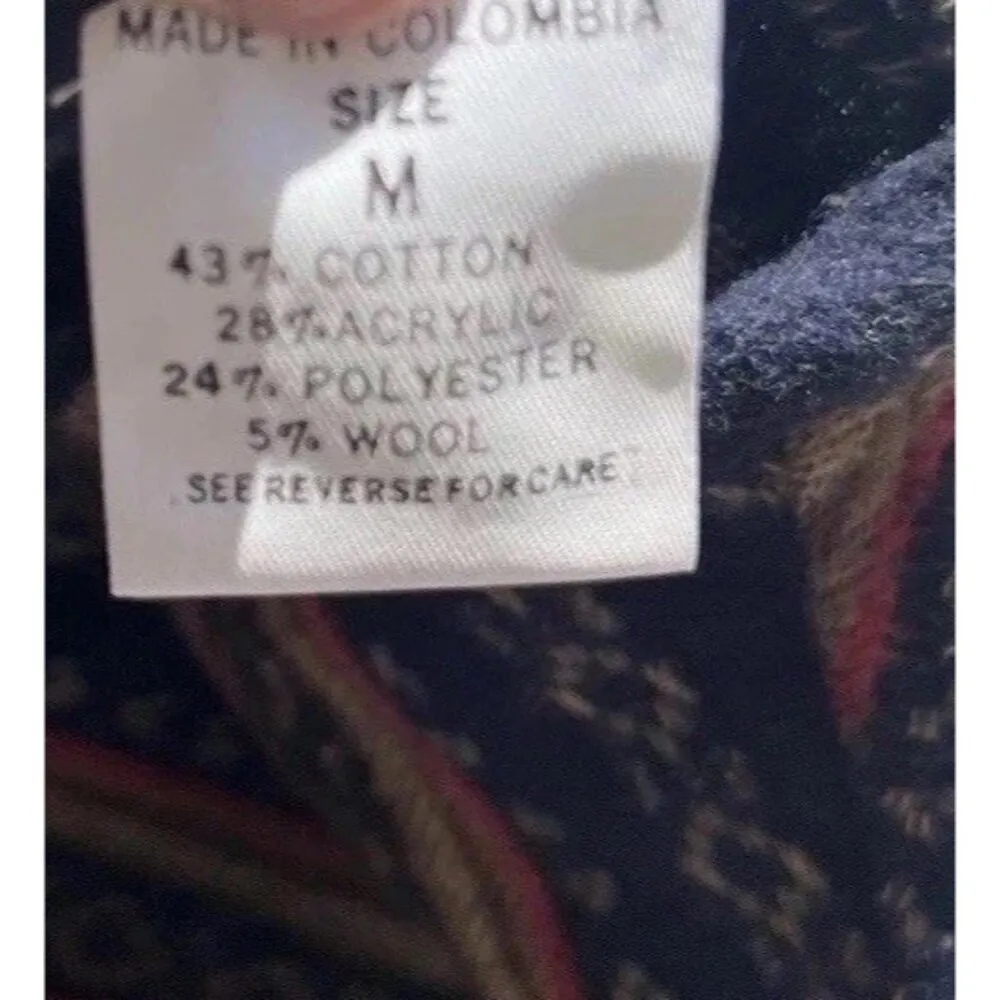 MADE IN COLOMBIA
SIZE
M
43% COTTON
28% ACRYLIC
24% POLYESTER
5% WOOL
SEE REVERSE FOR CARE